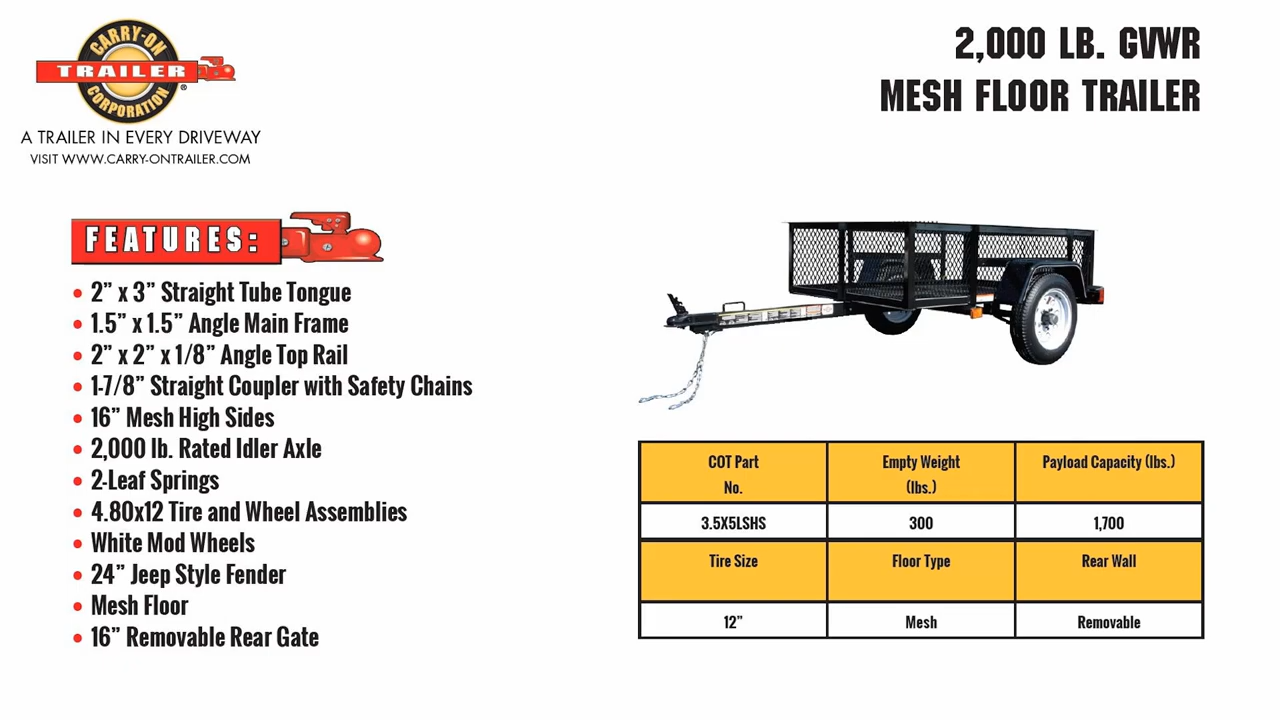 CARRY-ON
TRAILER
CORPORATION®
A TRAILER IN EVERY DRIVEWAY
VISIT WWW.CARRY-ONTRAILER.COM
2,000 LB. GVWR
MESH FLOOR TRAILER
FEATURES:
• 2” x 3” Straight Tube Tongue
• 1.5” x 1.5” Angle Main Frame
• 2” x 2” x 1/8” Angle Top Rail
• 1-7/8” Straight Coupler with Safety Chains
• 16” Mesh High Sides
• 2,000 lb. Rated Idler Axle
• 2-Leaf Springs
• 4.80x12 Tire and Wheel Assemblies
• White Mod Wheels
• 24” Jeep Style Fender
• Mesh Floor
• 16” Removable Rear Gate
COT Part No. Empty Weight (lbs.) Payload Capacity (lbs.)
3.5X5LSHS 300 1,700
Tire Size Floor Type Rear Wall
12” Mesh Removable